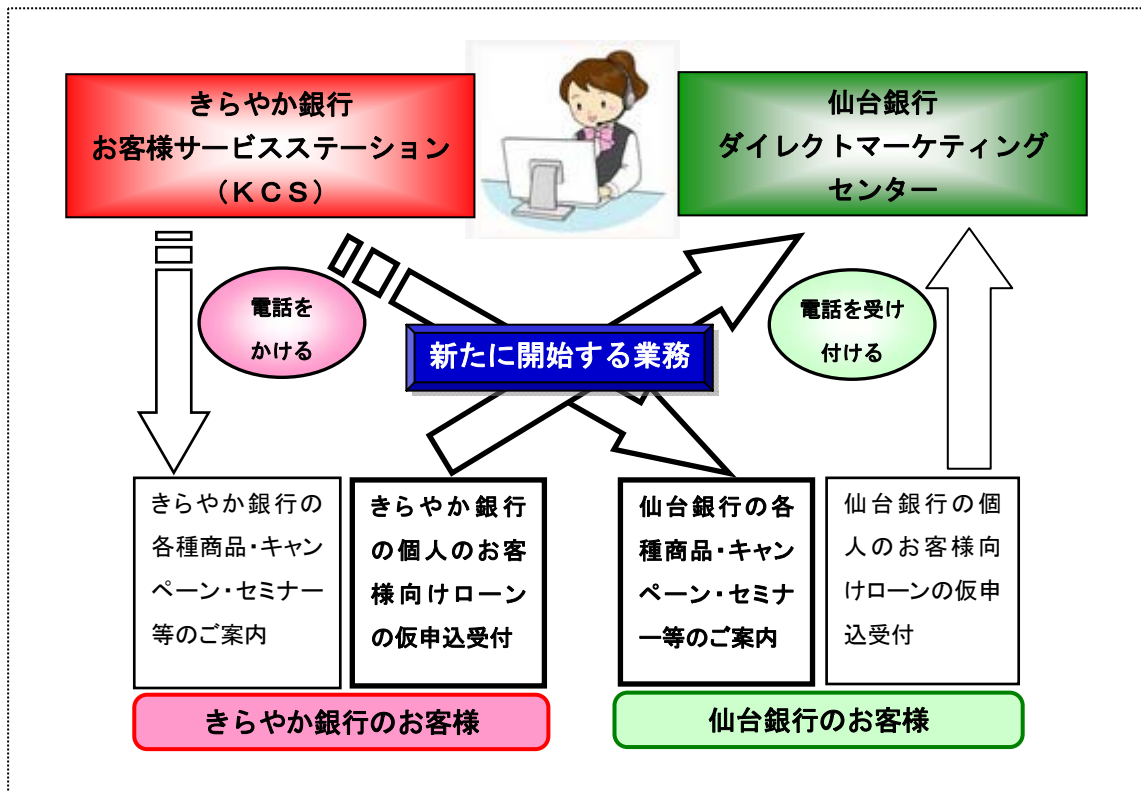 きらやか銀行
お客様サービスステーション
（ＫＣＳ）
仙台銀行
ダイレクトマーケティング
センター
電話を
かける
新たに開始する業務
電話を受け
付ける
きらやか銀行の
各種商品・キャン
ペーン・セミナー
等のご案内
きらやか銀行
の個人のお客
様向けローン
の仮申込受付
仙台銀行の各
種商品・キャン
ペーン・セミナ
ー等のご案内
仙台銀行の個
人のお客様向
けローンの仮申
込受付
きらやか銀行のお客様
仙台銀行のお客様